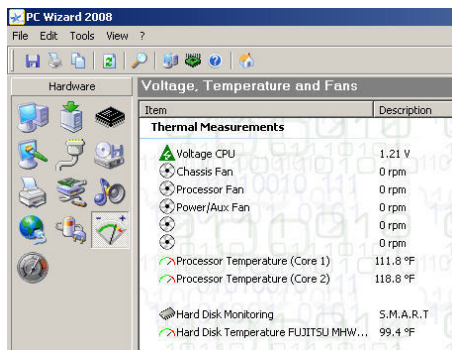 PC Wizard 2008
File Edit Tools View ?
Hardware
Voltage, Temperature and Fans
Item Description
Thermal Measurements
Voltage CPU 1.21 V
Chassis Fan 0 rpm
Processor Fan 0 rpm
Power/Aux Fan 0 rpm
0 rpm
0 rpm
Processor Temperature (Core 1) 111.8 °F
Processor Temperature (Core 2) 118.8 °F
Hard Disk Monitoring S.M.A.R.T
Hard Disk Temperature FUJITSU MHW... 99.4 °F